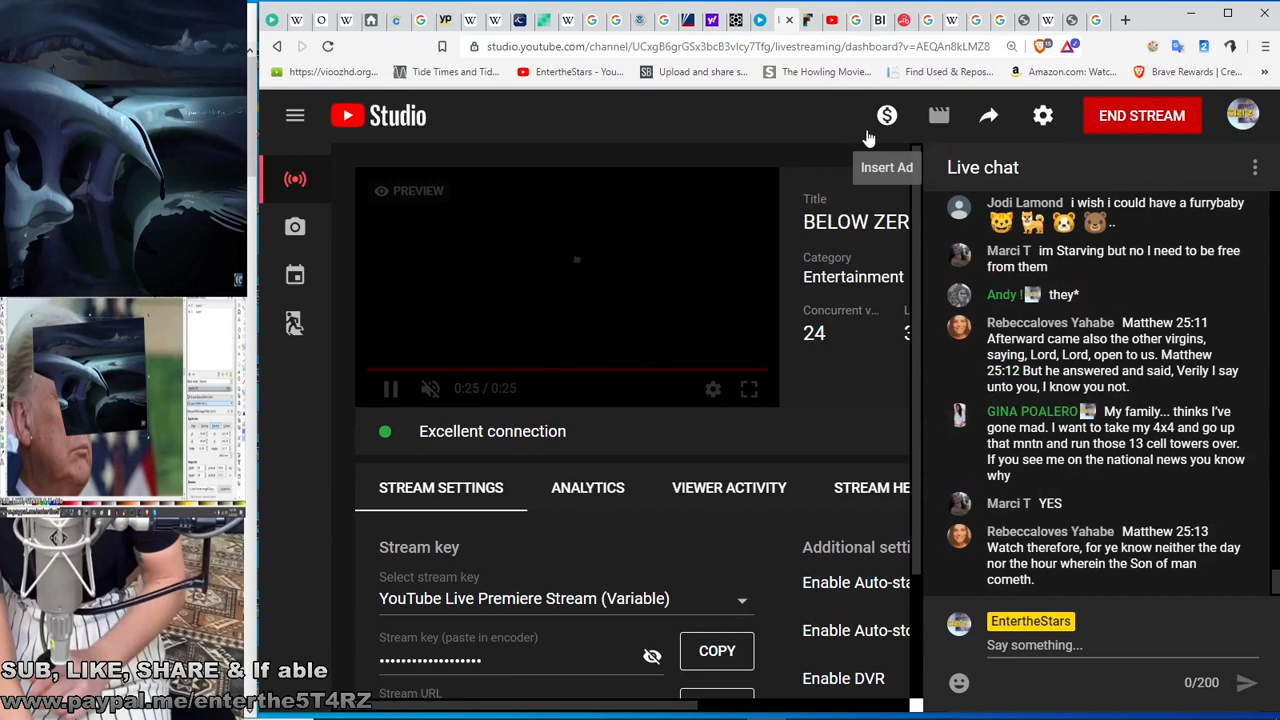 studio.youtube.com/channel/UCxgB6grGSx3bcB3vlcy7Tfg/livestreaming/dashboard?v=AEQAn8kLMZ8
https://vioozhd.org...
Tide Times and Tid...
EntertheStars - You...
Upload and share s...
The Howling Movie...
Find Used & Repos...
Amazon.com: Watc...
Brave Rewards | Cre...
Studio
END STREAM
Insert Ad
PREVIEW
0:25 / 0:25
Title
BELOW ZER
Category
Entertainment
Concurrent v...
24
Excellent connection
STREAM SETTINGS
ANALYTICS
VIEWER ACTIVITY
STREAM HE
Stream key
Select stream key
YouTube Live Premiere Stream (Variable)
Stream key (paste in encoder)
••••••••••••••••••••
COPY
Stream URL
Additional setti
Enable Auto-sta
Enable Auto-sto
Enable DVR
Live chat
Jodi Lamond i wish i could have a furrybaby
..
Marci T im Starving but no I need to be free
from them
Andy ! they*
Rebeccaloves Yahabe Matthew 25:11
Afterward came also the other virgins,
saying, Lord, Lord, open to us. Matthew
25:12 But he answered and said, Verily I say
unto you, I know you not.
GINA POALERO My family... thinks I've
gone mad. I want to take my 4x4 and go up
that mntn and run those 13 cell towers over.
If you see me on the national news you know
why
Marci T YES
Rebeccaloves Yahabe Matthew 25:13
Watch therefore, for ye know neither the day
nor the hour wherein the Son of man
cometh.
EntertheStars
Say something...
0/200
SUB, LIKE, SHARE & If able
www.paypal.me/enterthe5T4RZ